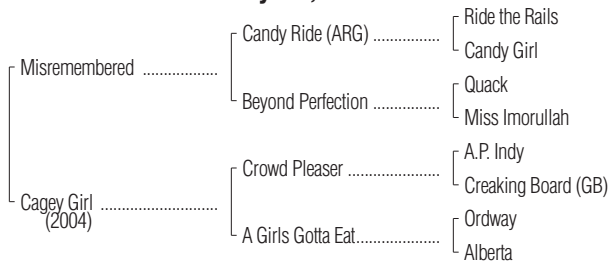 Ride the Rails
Candy Ride (ARG) ..................
Candy Girl
Misremembered ..................
Quack
Beyond Perfection ................
Miss Imorullah
A.P. Indy
Crowd Pleaser ......................
Creaking Board (GB)
Cagey Girl ............................
(2004)
Ordway
A Girls Gotta Eat....................
Alberta